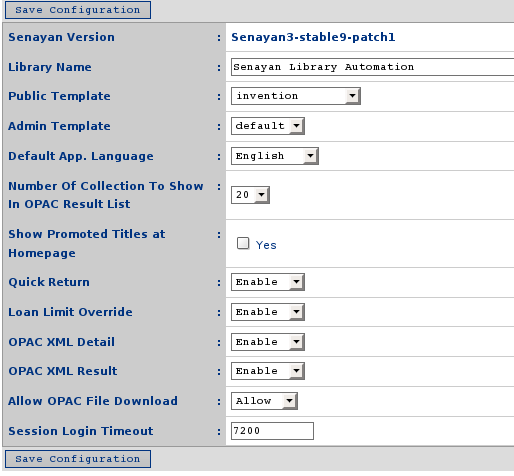 Save Configuration
Senayan Version : Senayan3-stable9-patch1
Library Name : Senayan Library Automation
Public Template : invention
Admin Template : default
Default App. Language : English
Number Of Collection To Show : 20
In OPAC Result List
Show Promoted Titles at : Yes
Homepage
Quick Return : Enable
Loan Limit Override : Enable
OPAC XML Detail : Enable
OPAC XML Result : Enable
Allow OPAC File Download : Allow
Session Login Timeout : 7200
Save Configuration